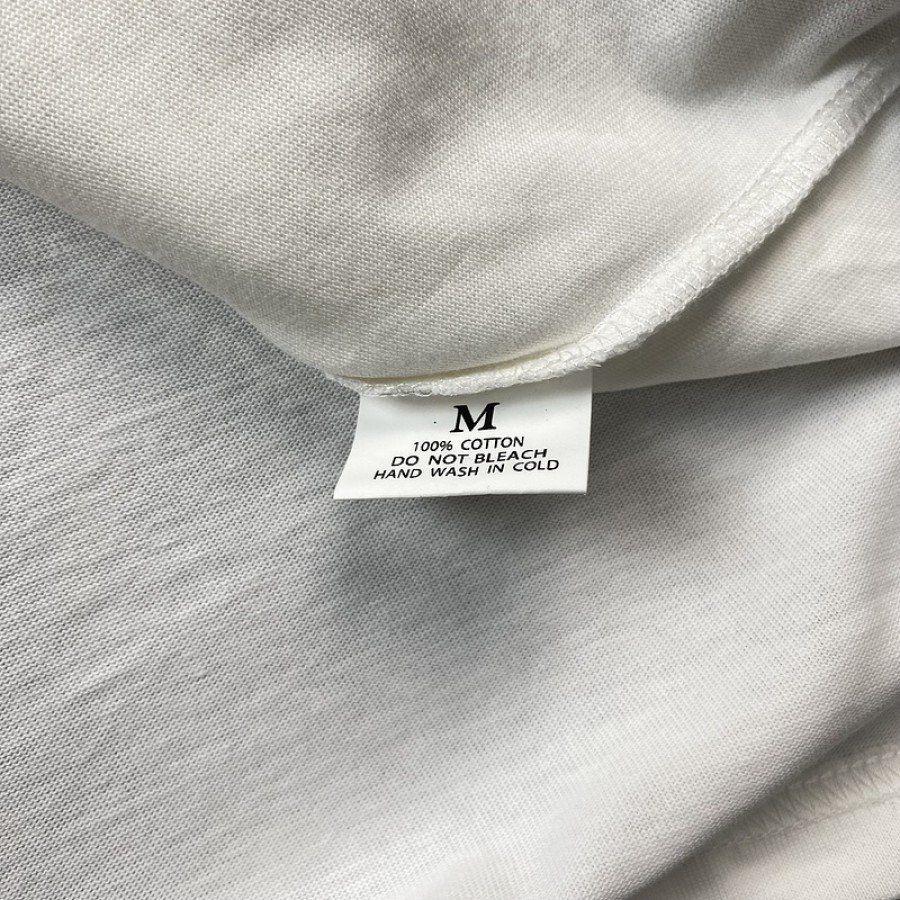 M
100% COTTON
DO NOT BLEACH
HAND WASH IN COLD